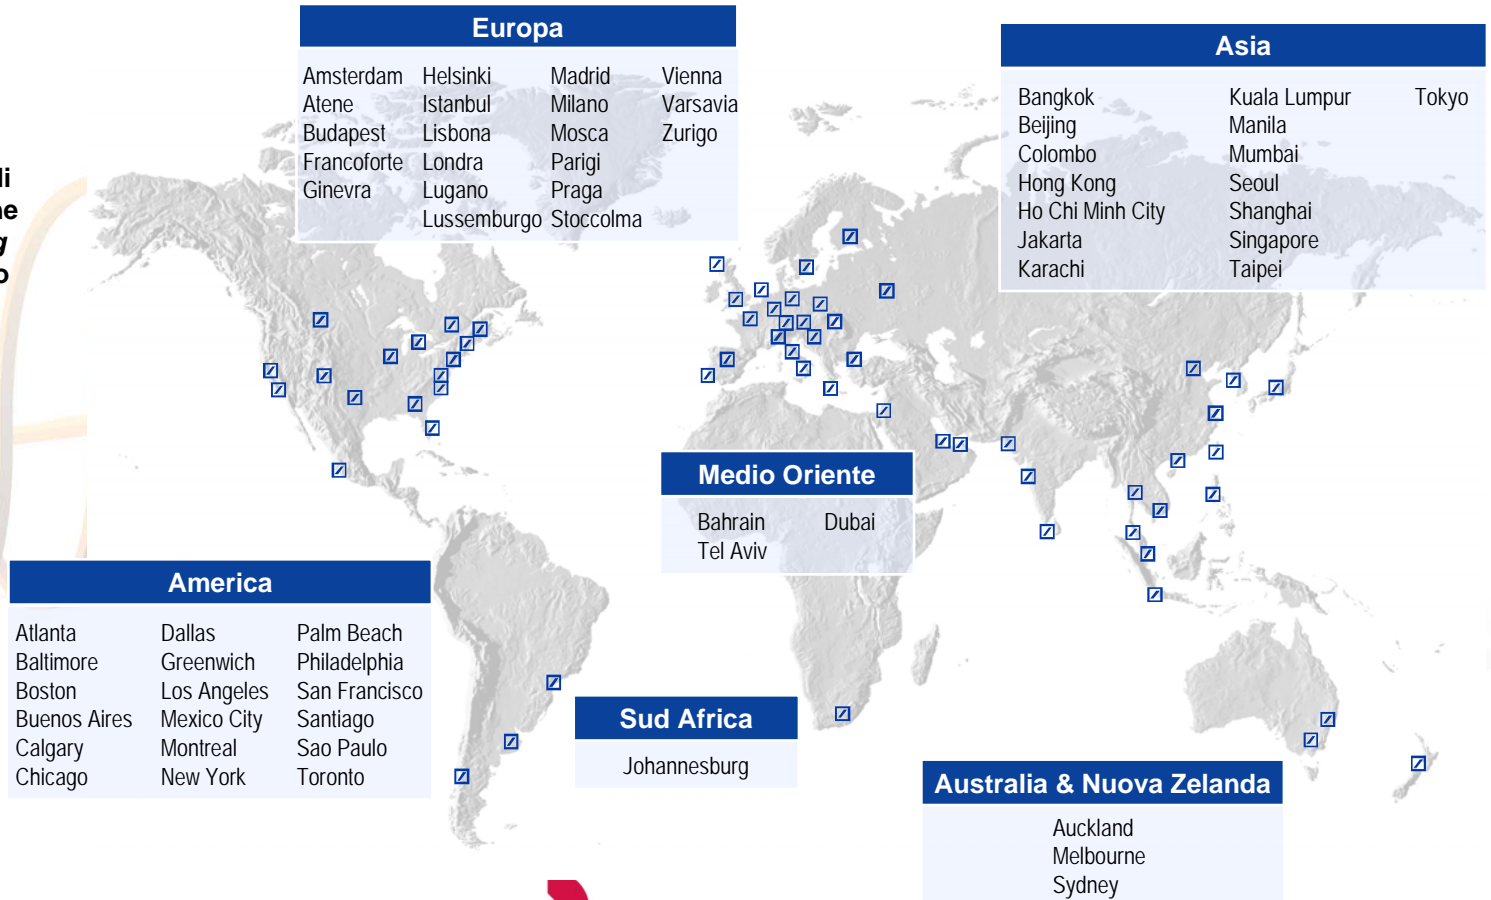 Europa
Amsterdam Helsinki Madrid Vienna
Atene Istanbul Milano Varsavia
Budapest Lisbona Mosca Zurigo
Francoforte Londra Parigi
Ginevra Lugano Praga
Lussemburgo Stoccolma
Asia
Bangkok Kuala Lumpur Tokyo
Beijing Manila
Colombo Mumbai
Hong Kong Seoul
Ho Chi Minh City Shanghai
Jakarta Singapore
Karachi Taipei
Medio Oriente
Bahrain Dubai
Tel Aviv
America
Atlanta Dallas Palm Beach
Baltimore Greenwich Philadelphia
Boston Los Angeles San Francisco
Buenos Aires Mexico City Santiago
Calgary Montreal Sao Paulo
Chicago New York Toronto
Sud Africa
Johannesburg
Australia & Nuova Zelanda
Auckland
Melbourne
Sydney